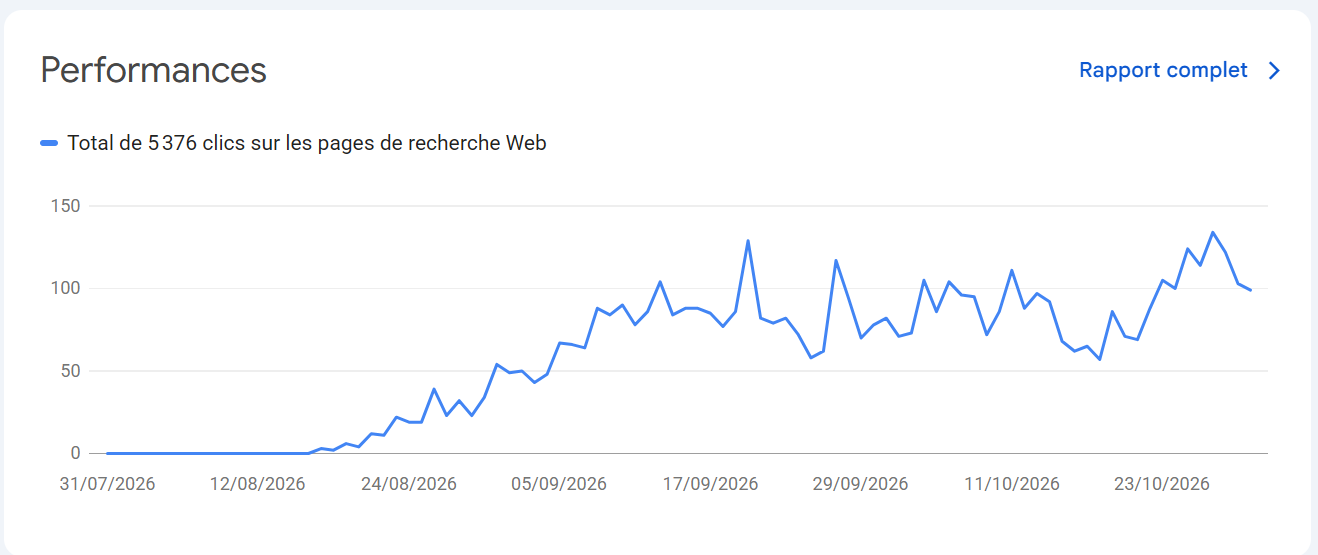 Performances
Rapport complet
Total de 5 376 clics sur les pages de recherche Web
150
100
50
0
31/07/2026 12/08/2026 24/08/2026 05/09/2026 17/09/2026 29/09/2026 11/10/2026 23/10/2026